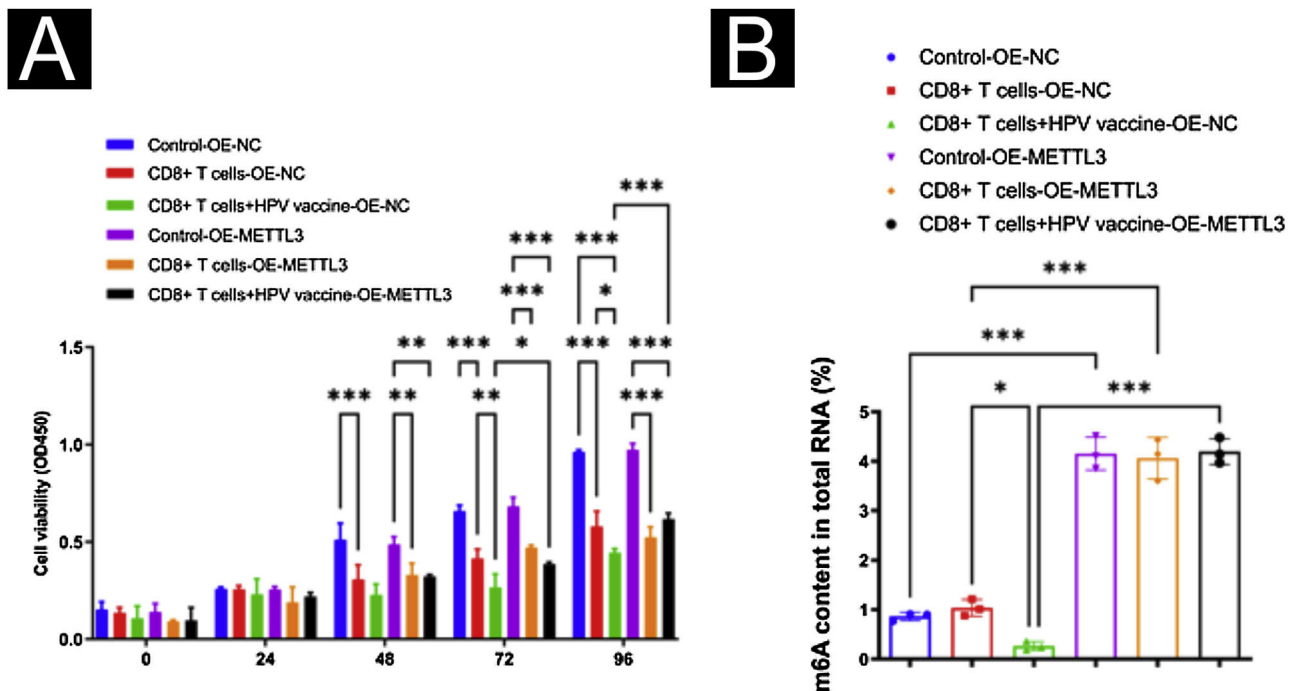 A
Control-OE-NC
CD8+ T cells-OE-NC
CD8+ T cells+HPV vaccine-OE-NC
Control-OE-METTL3
CD8+ T cells-OE-METTL3
CD8+ T cells+HPV vaccine-OE-METTL3
***
*** ***
*** *
** *** * *** ***
*** ** ** ***
Cell viability (OD450)
1.5
1.0
0.5
0.0
0 24 48 72 96
B
Control-OE-NC
CD8+ T cells-OE-NC
CD8+ T cells+HPV vaccine-OE-NC
Control-OE-METTL3
CD8+ T cells-OE-METTL3
CD8+ T cells+HPV vaccine-OE-METTL3
***
***
* ***
m6A content in total RNA (%)
5
4
3
2
1
0